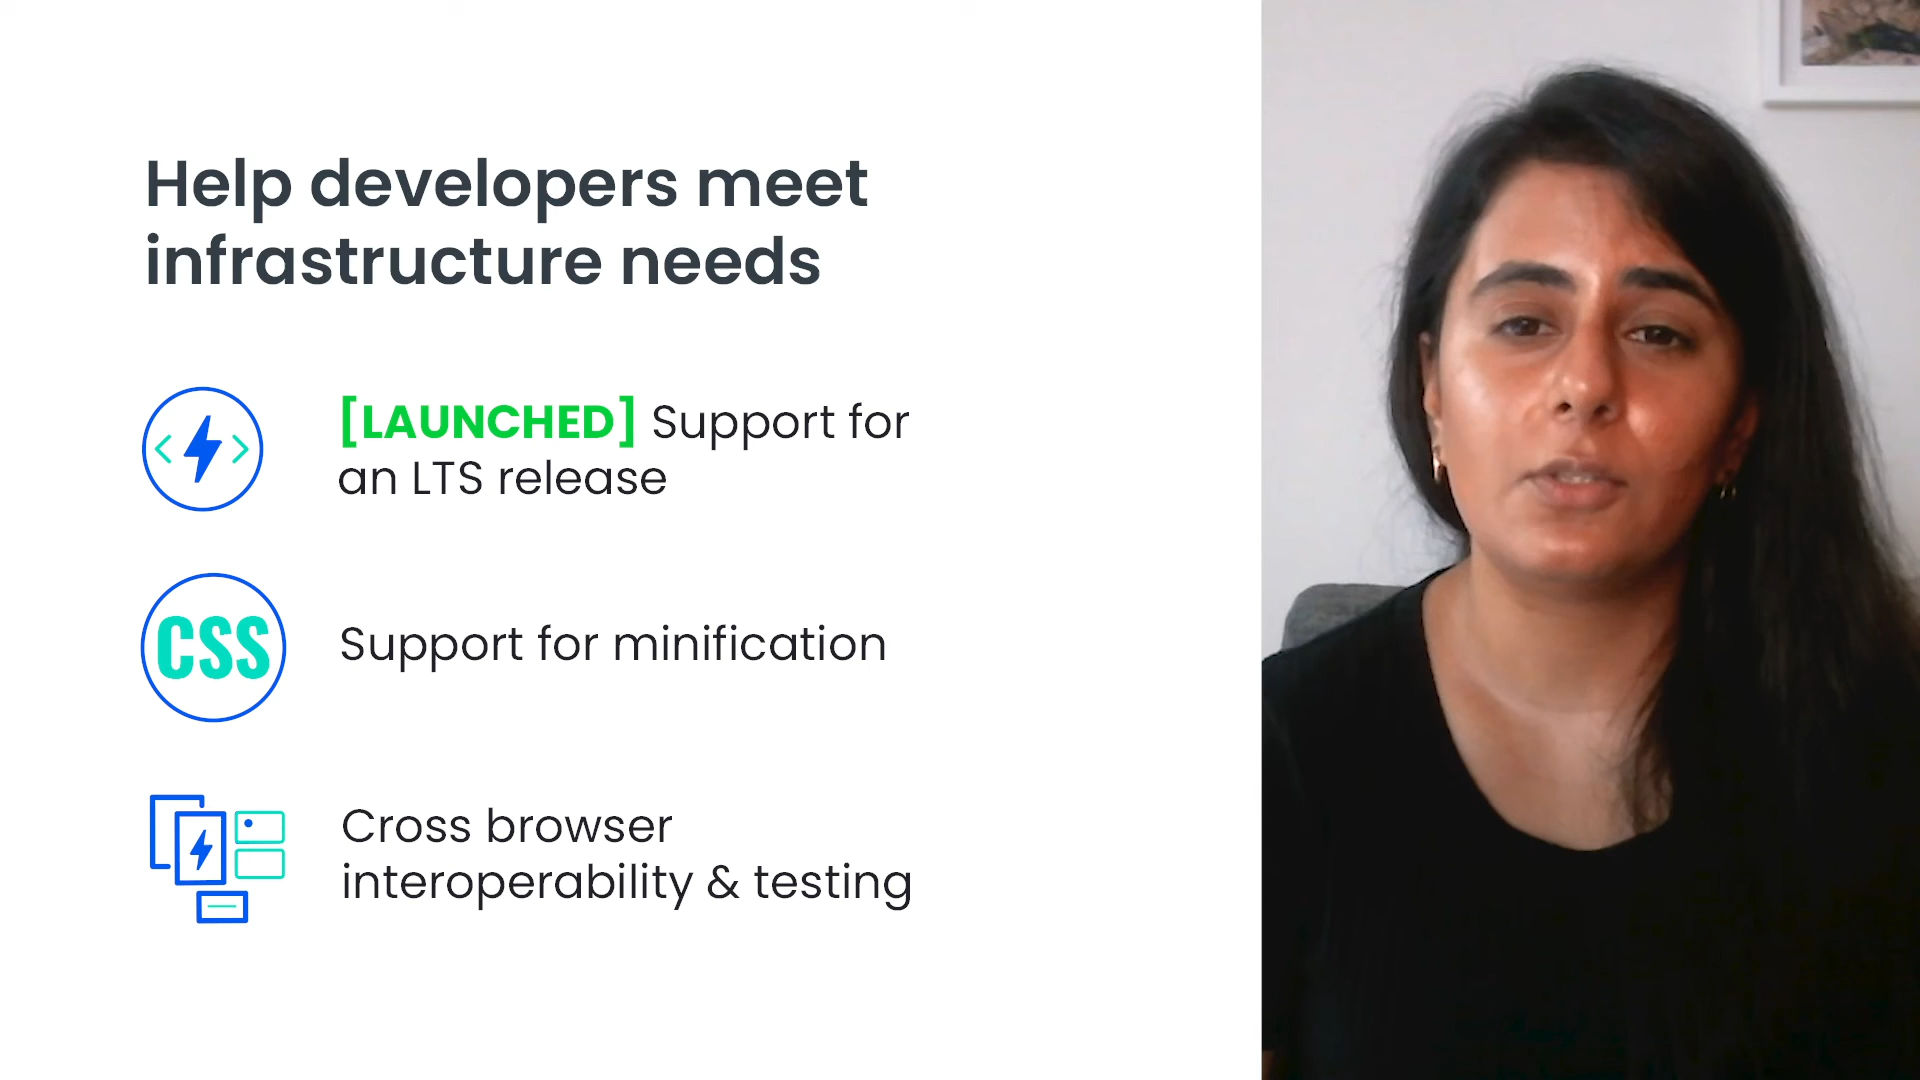 Help developers meet
infrastructure needs
[LAUNCHED] Support for
an LTS release
CSS
Support for minification
Cross browser
interoperability & testing